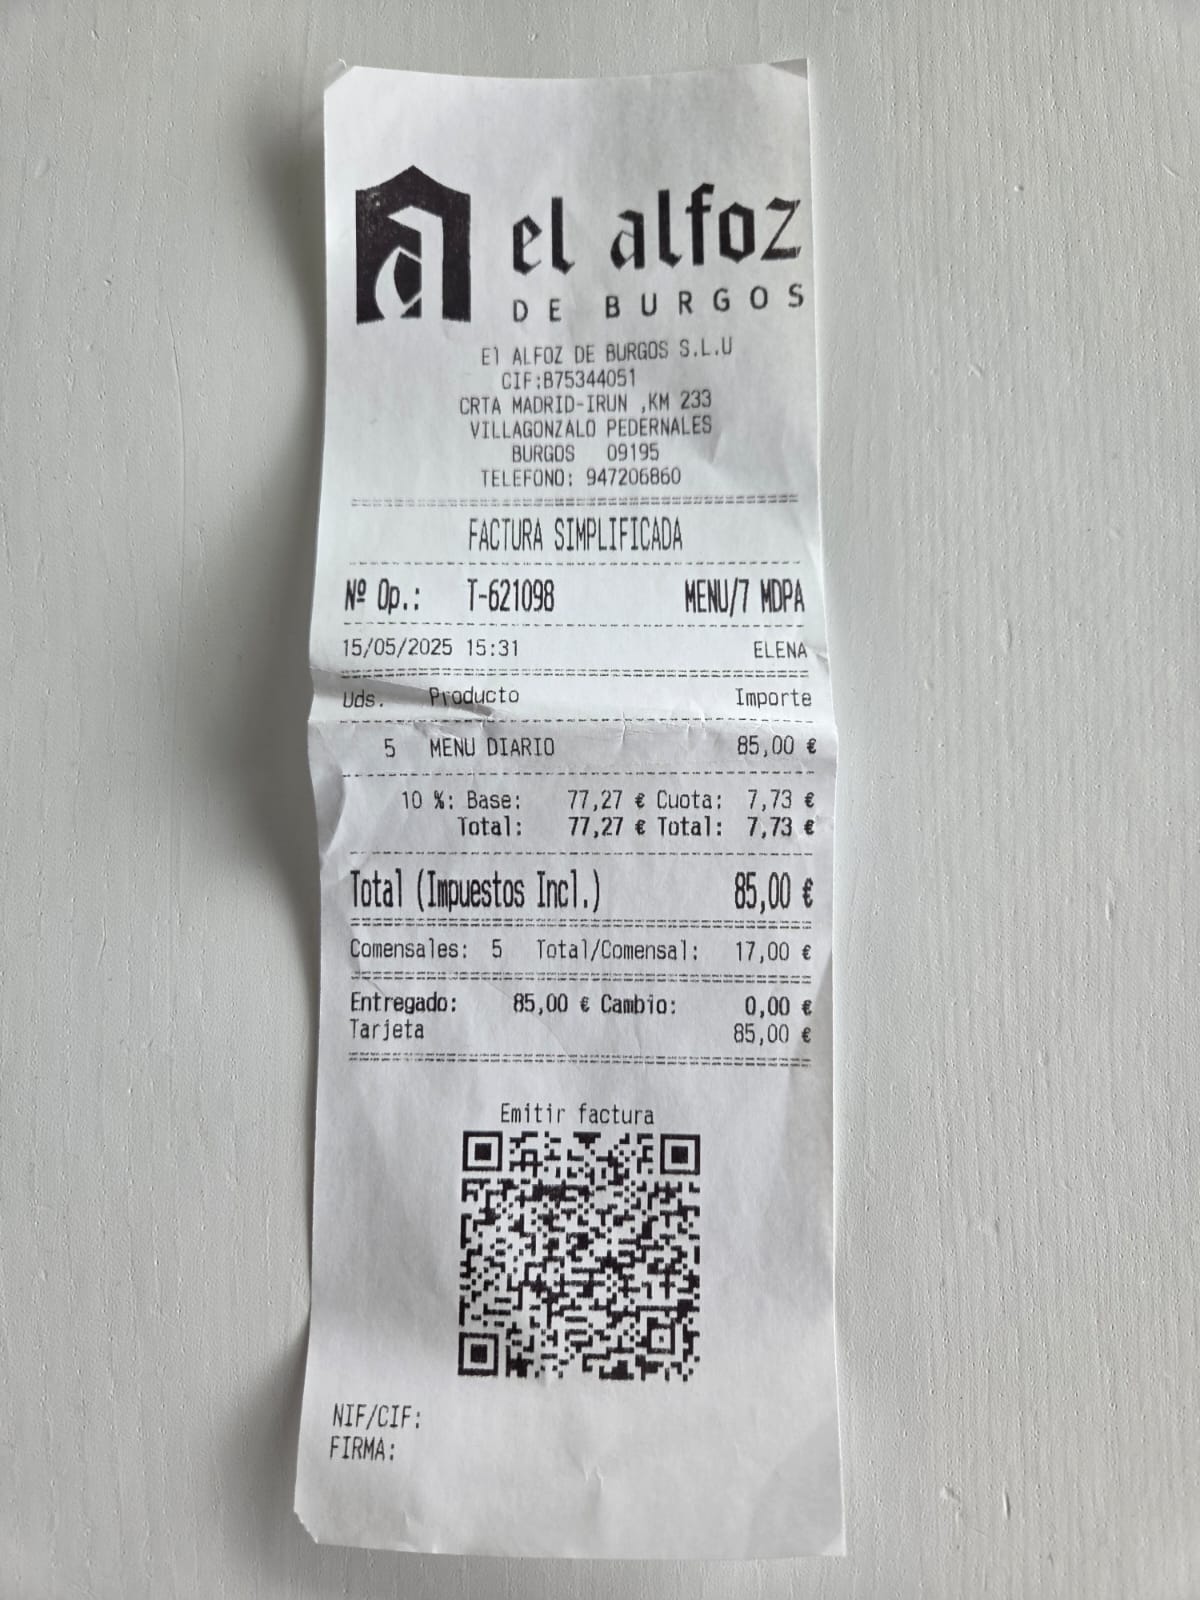 el alfoz
DE BURGOS
El ALFOZ DE BURGOS S.L.U
CIF:B75344051
CRTA MADRID-IRUN ,KM 233
VILLAGONZALO PEDERNALES
BURGOS 09195
TELEFONO: 947206860
FACTURA SIMPLIFICADA
Nº Op.: T-621098 MENU/7 MDPA
15/05/2025 15:31 ELENA
Uds. Producto Importe
5 MENU DIARIO 85,00 €
10 %: Base: 77,27 € Cuota: 7,73 €
Total: 77,27 € Total: 7,73 €
Total (Impuestos Incl.) 85,00 €
Comensales: 5 Total/Comensal: 17,00 €
Entregado: 85,00 € Cambio: 0,00 €
Tarjeta 85,00 €
Emitir factura
NIF/CIF:
FIRMA: